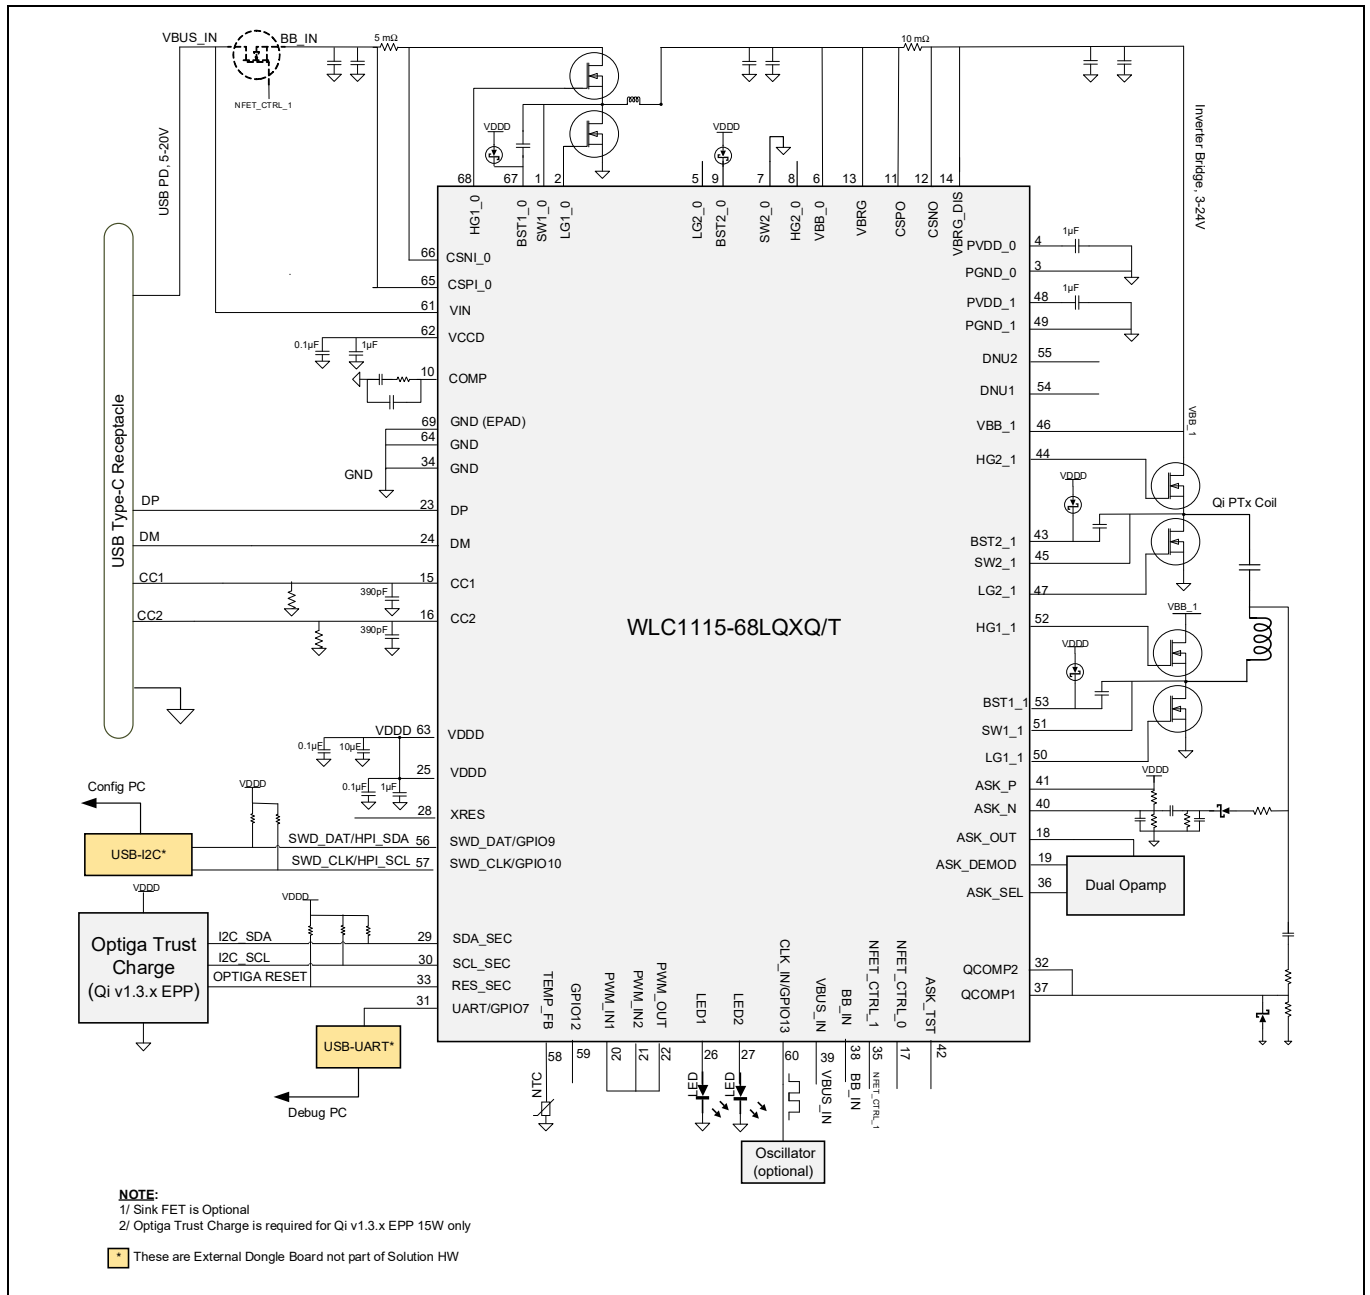 VBUS_IN
BB_IN
5 mΩ
10 mΩ
NFET_CTRL_1
USB PD, 5-20V
Inverter Bridge, 3-24V
VDDD
VDDD
68
67
1
2
5
9
7
8
6
13
11
12
14
HG1_0
BST1_0
SW1_0
LG1_0
LG2_0
BST2_0
SW2_0
HG2_0
VBB_0
VBRG
CSPO
CSNO
VBRG_DIS
USB Type-C Receptacle
66 CSNI_0
65 CSPI_0
61 VIN
62 VCCD
0.1µF
1µF
10 COMP
69 GND (EPAD)
64 GND
34 GND
GND
DP
23 DP
DM
24 DM
CC1
15 CC1
390pF
CC2
16 CC2
390pF
WLC1115-68LQXQ/T
VDDD 63 VDDD
0.1µF
10µF
25 VDDD
0.1µF
1µF
28 XRES
Config PC
VDDD
USB-I2C*
SWD_DAT/HPI_SDA 56 SWD_DAT/GPIO9
SWD_CLK/HPI_SCL 57 SWD_CLK/GPIO10
VDDD
VDDD
Optiga Trust
Charge
(Qi v1.3.x EPP)
I2C_SDA 29 SDA_SEC
I2C_SCL 30 SCL_SEC
OPTIGA RESET 33 RES_SEC
31 UART/GPIO7
USB-UART*
Debug PC
PVDD_0 4
1µF
PGND_0 3
PVDD_1 48
1µF
PGND_1 49
DNU2 55
DNU1 54
VBB_1 46
VBB_1
HG2_1 44
VDDD
Qi PTx Coil
BST2_1 43
SW2_1 45
LG2_1 47
VBB_1
HG1_1 52
VDDD
BST1_1 53
SW1_1 51
LG1_1 50
VDDD
ASK_P 41
ASK_N 40
ASK_OUT 18
ASK_DEMOD 19
ASK_SEL 36
Dual Opamp
QCOMP2 32
QCOMP1 37
TEMP_FB
GPIO12
PWM_IN1
PWM_IN2
PWM_OUT
LED1
LED2
CLK_IN/GPIO13
VBUS_IN
BB_IN
NFET_CTRL_1
NFET_CTRL_0
ASK_TST
58
59
20
21
22
26
27
60
39
38
35
17
42
NTC
LED
LED
VBUS_IN
BB_IN
NFET_CTRL_1
Oscillator
(optional)
NOTE:
1/ Sink FET is Optional
2/ Optiga Trust Charge is required for Qi v1.3.x EPP 15W only
* These are External Dongle Board not part of Solution HW